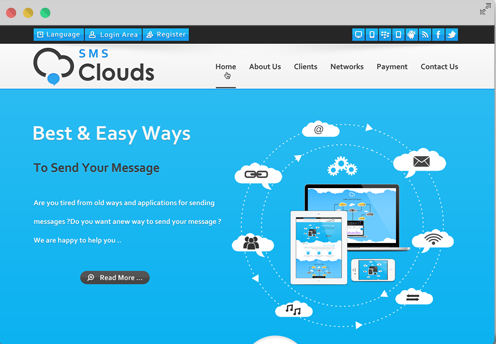 Language Login Area Register
SMS
Clouds
Home About Us Clients Networks Payment Contact Us
Best & Easy Ways
To Send Your Message
Are you tired from old ways and applications for sending
messages ?Do you want anew way to send your message ?
We are happy to help you ..
Read More ...
@